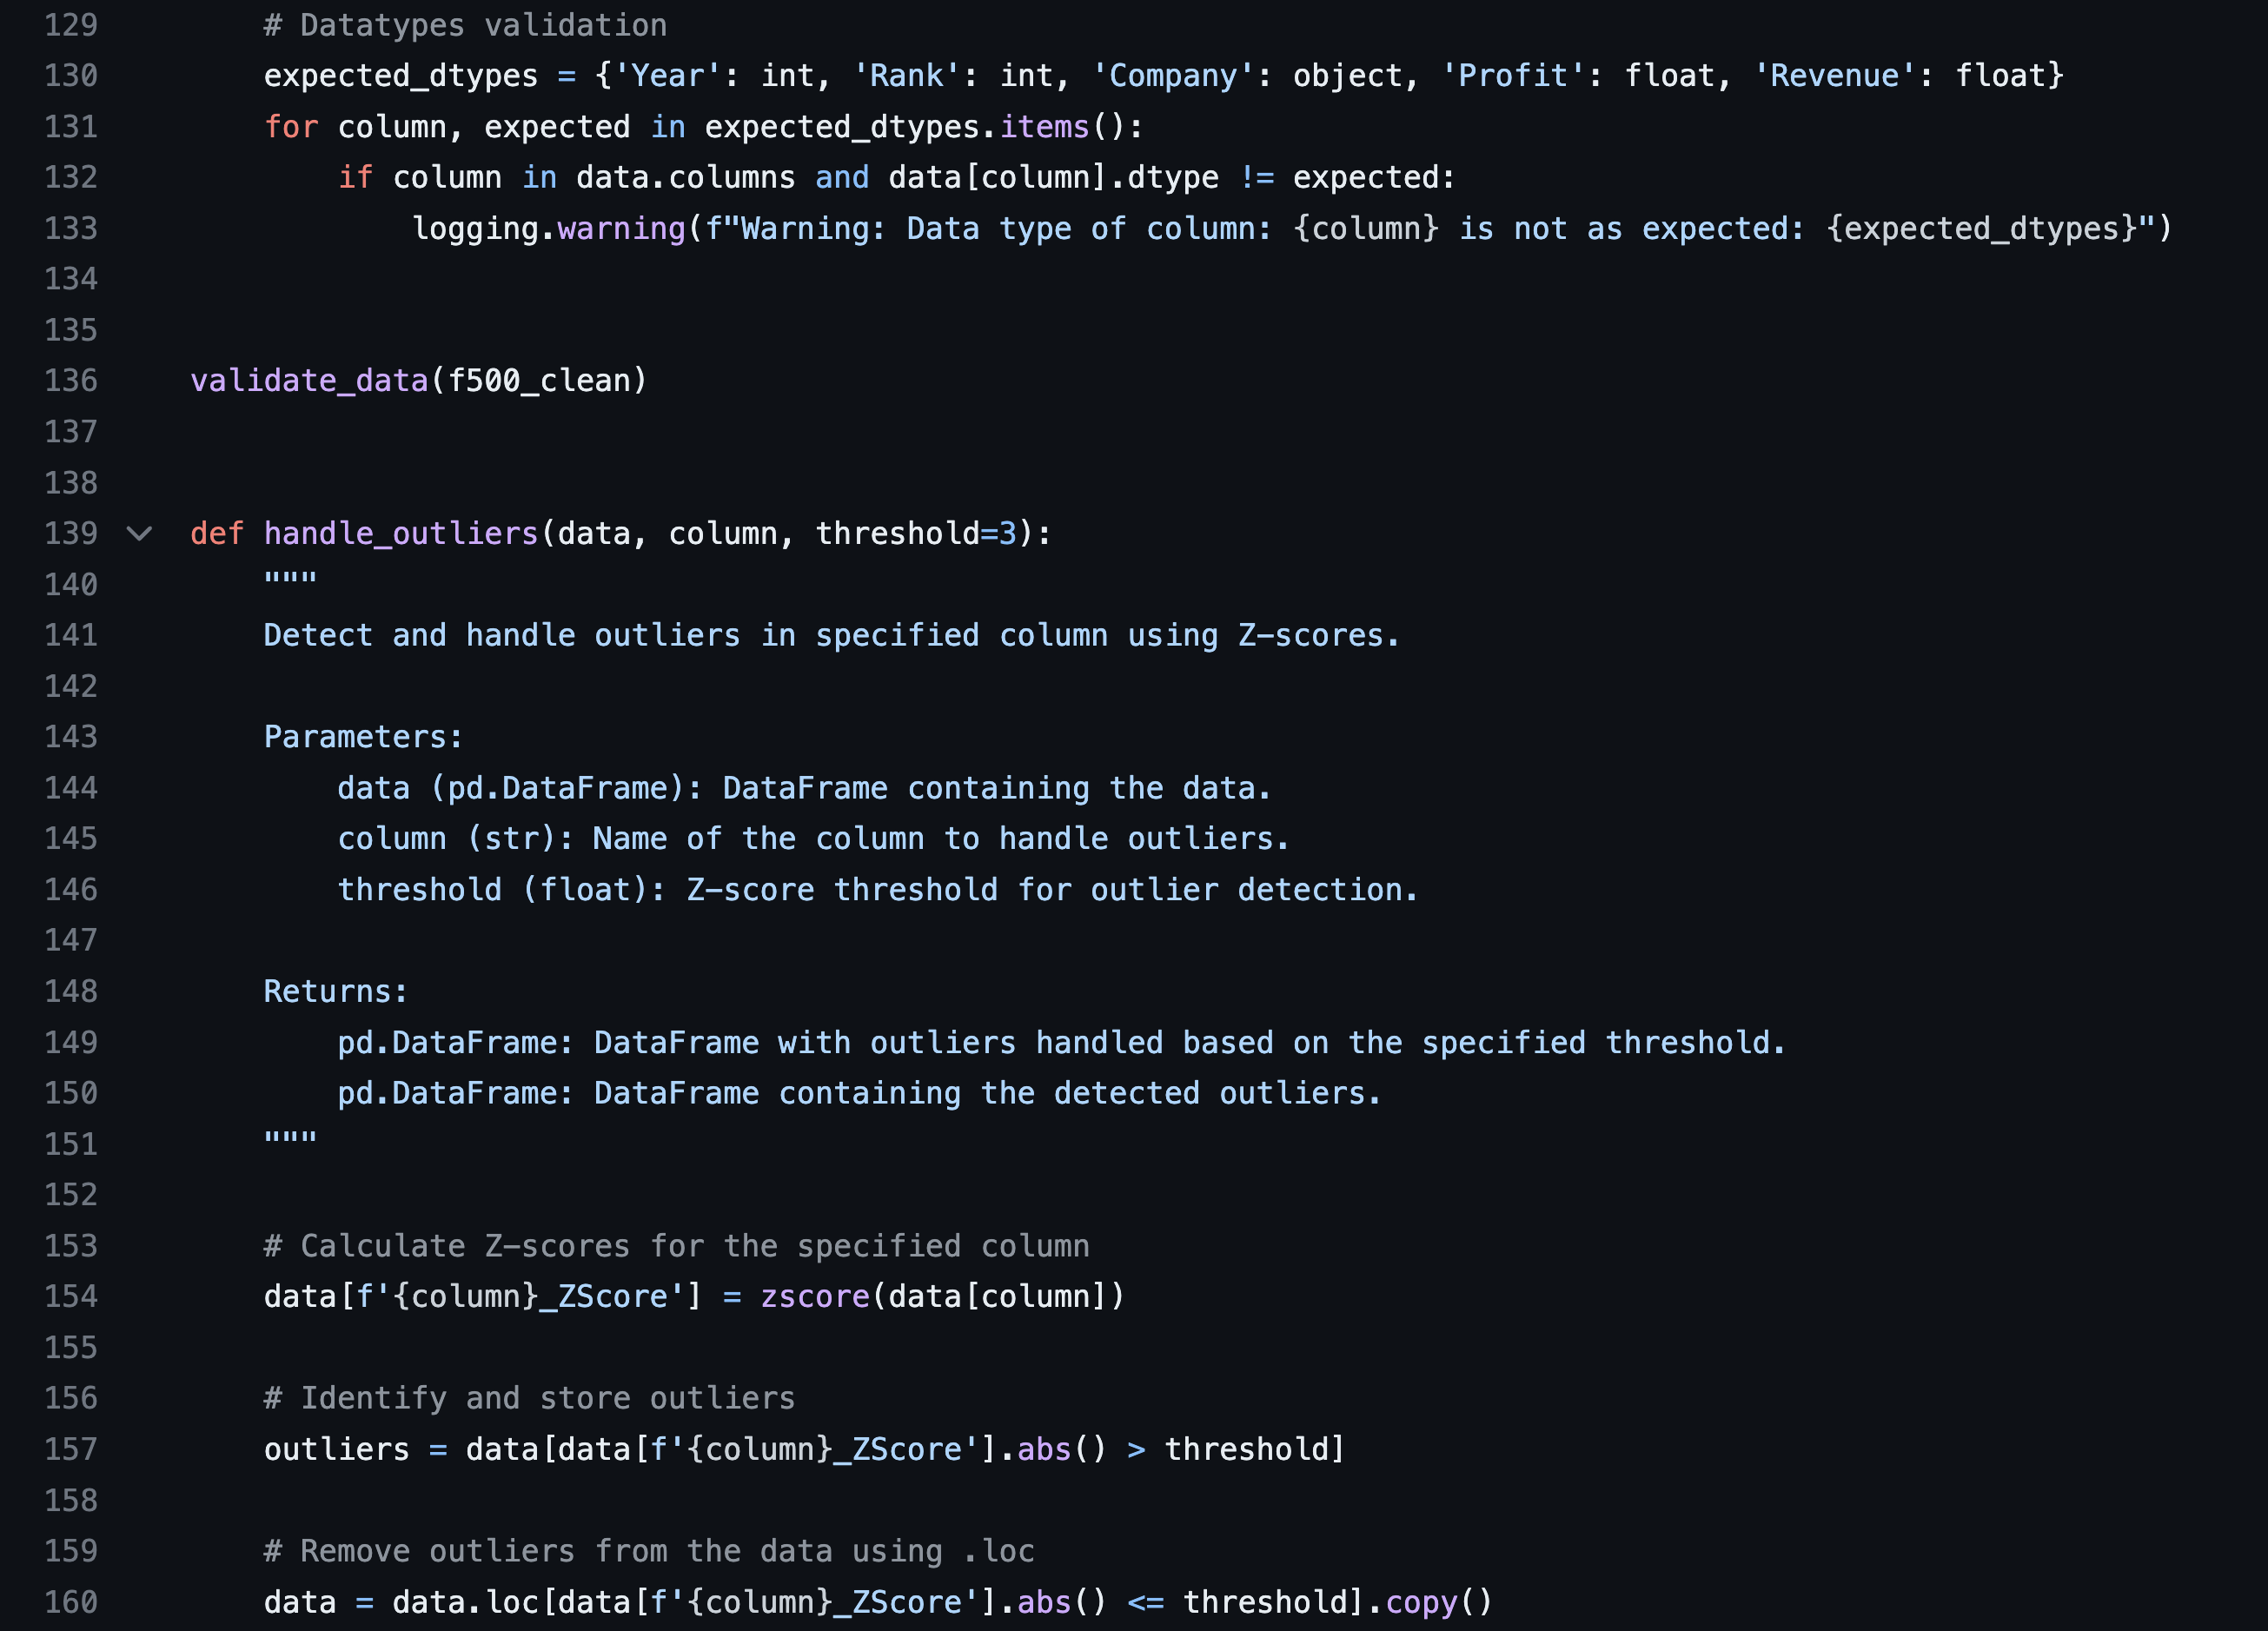 129 # Datatypes validation
130 expected_dtypes = {'Year': int, 'Rank': int, 'Company': object, 'Profit': float, 'Revenue': float}
131 for column, expected in expected_dtypes.items():
132 if column in data.columns and data[column].dtype != expected:
133 logging.warning(f"Warning: Data type of column: {column} is not as expected: {expected_dtypes}")
134
135
136 validate_data(f500_clean)
137
138
139 def handle_outliers(data, column, threshold=3):
140 """
141 Detect and handle outliers in specified column using Z-scores.
142
143 Parameters:
144 data (pd.DataFrame): DataFrame containing the data.
145 column (str): Name of the column to handle outliers.
146 threshold (float): Z-score threshold for outlier detection.
147
148 Returns:
149 pd.DataFrame: DataFrame with outliers handled based on the specified threshold.
150 pd.DataFrame: DataFrame containing the detected outliers.
151 """
152
153 # Calculate Z-scores for the specified column
154 data[f'{column}_ZScore'] = zscore(data[column])
155
156 # Identify and store outliers
157 outliers = data[data[f'{column}_ZScore'].abs() > threshold]
158
159 # Remove outliers from the data using .loc
160 data = data.loc[data[f'{column}_ZScore'].abs() <= threshold].copy()